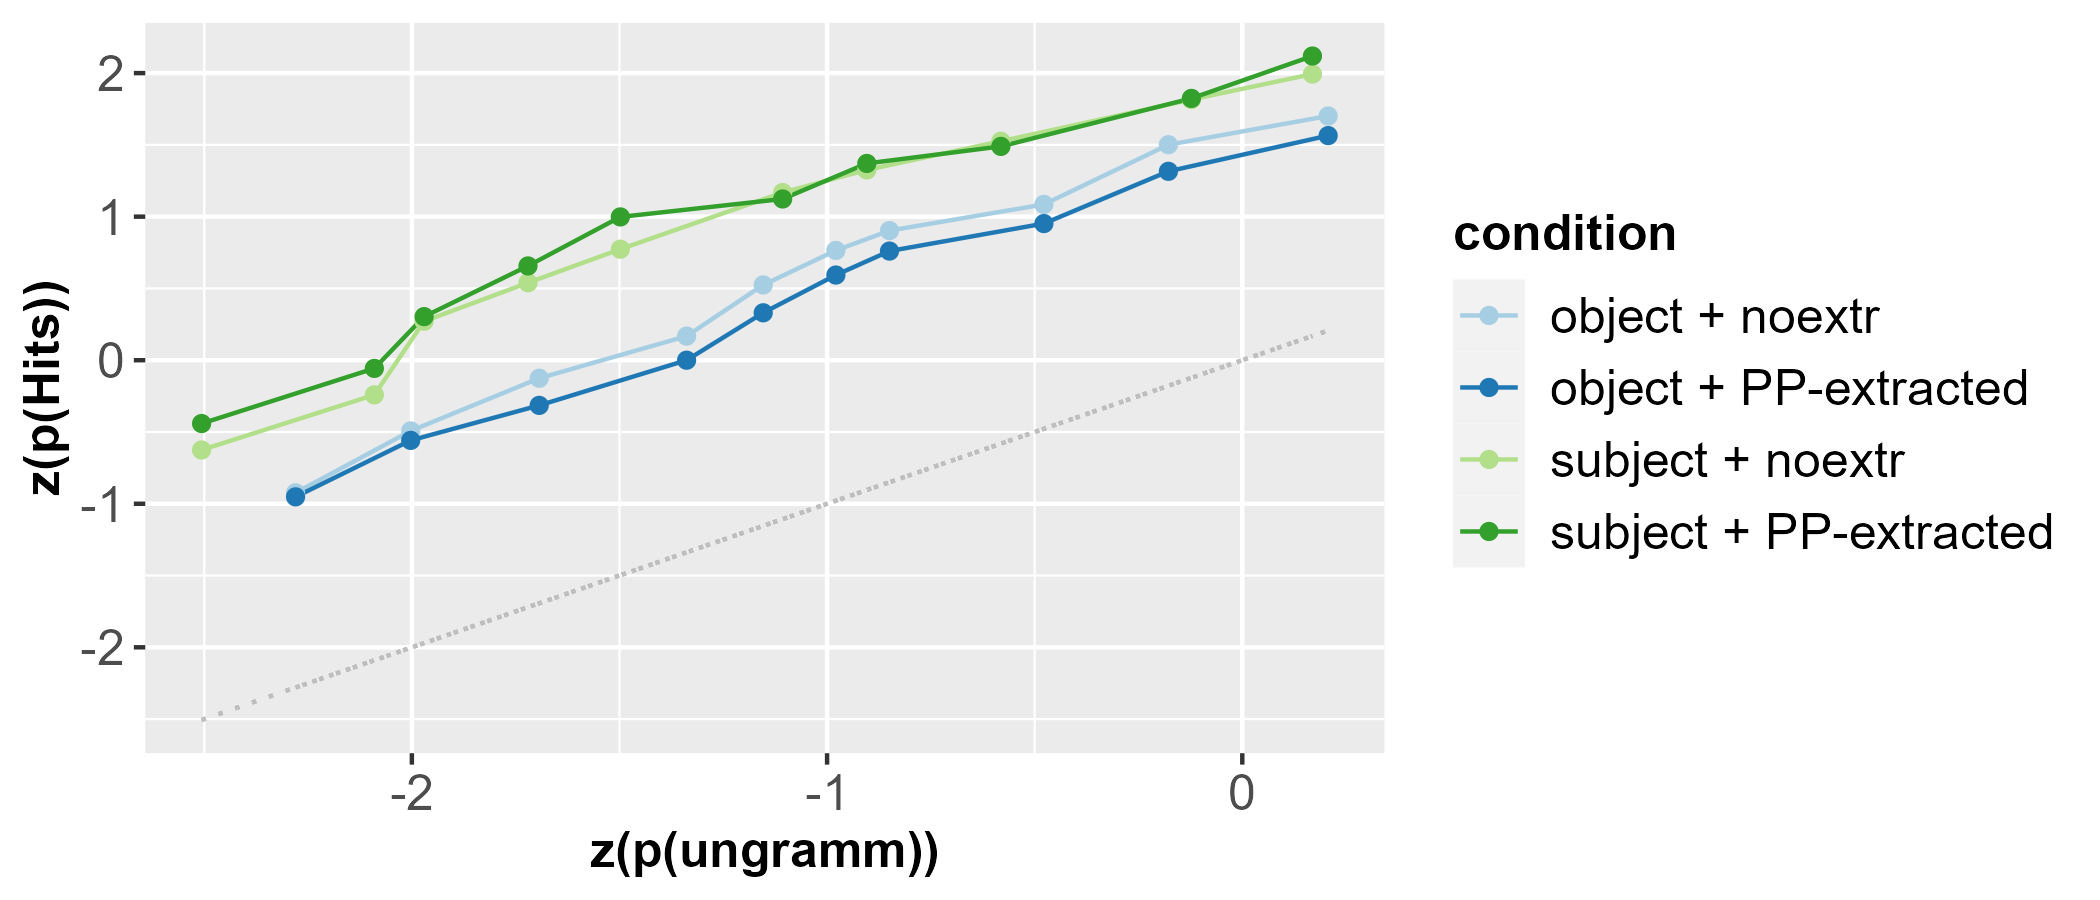 2
1
0
-1
-2
z(p(Hits))
-2
-1
0
z(p(ungramm))
condition
object + noextr
object + PP-extracted
subject + noextr
subject + PP-extracted